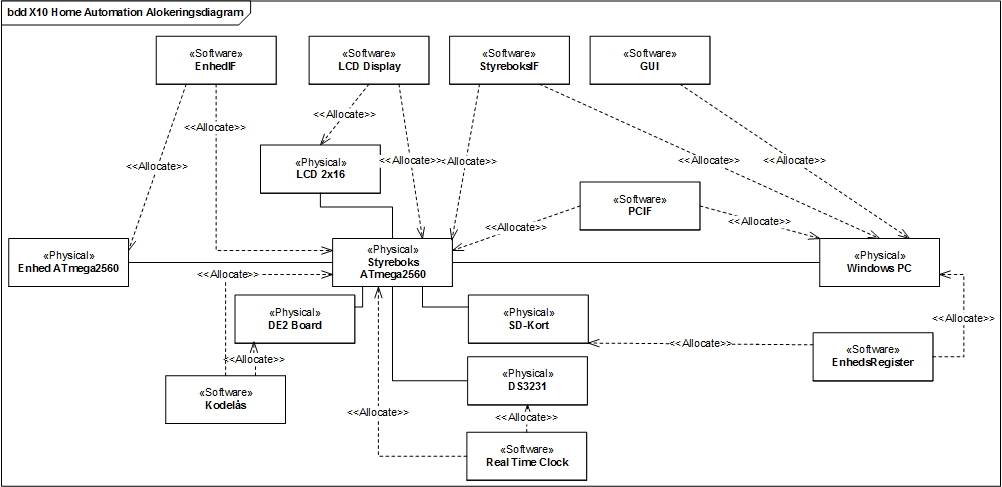 bdd X10 Home Automation Alokeringsdiagram
«Software»
EnhedIF
«Software»
LCD Display
«Software»
StyreboksIF
«Software»
GUI
<<Allocate>>
<<Allocate>>
<<Allocate>>
<<Allocate>>
<<Allocate>>
<<Allocate>>
<<Allocate>>
<<Allocate>>
«Physical»
LCD 2x16
«Software»
PCIF
<<Allocate>>
<<Allocate>>
«Physical»
Enhed ATmega2560
«Physical»
Styreboks
ATmega2560
«Physical»
Windows PC
<<Allocate>>
«Physical»
DE2 Board
«Physical»
SD-Kort
<<Allocate>>
<<Allocate>>
«Software»
EnhedsRegister
<<Allocate>>
«Physical»
DS3231
«Software»
Kodelås
<<Allocate>>
<<Allocate>>
«Software»
Real Time Clock